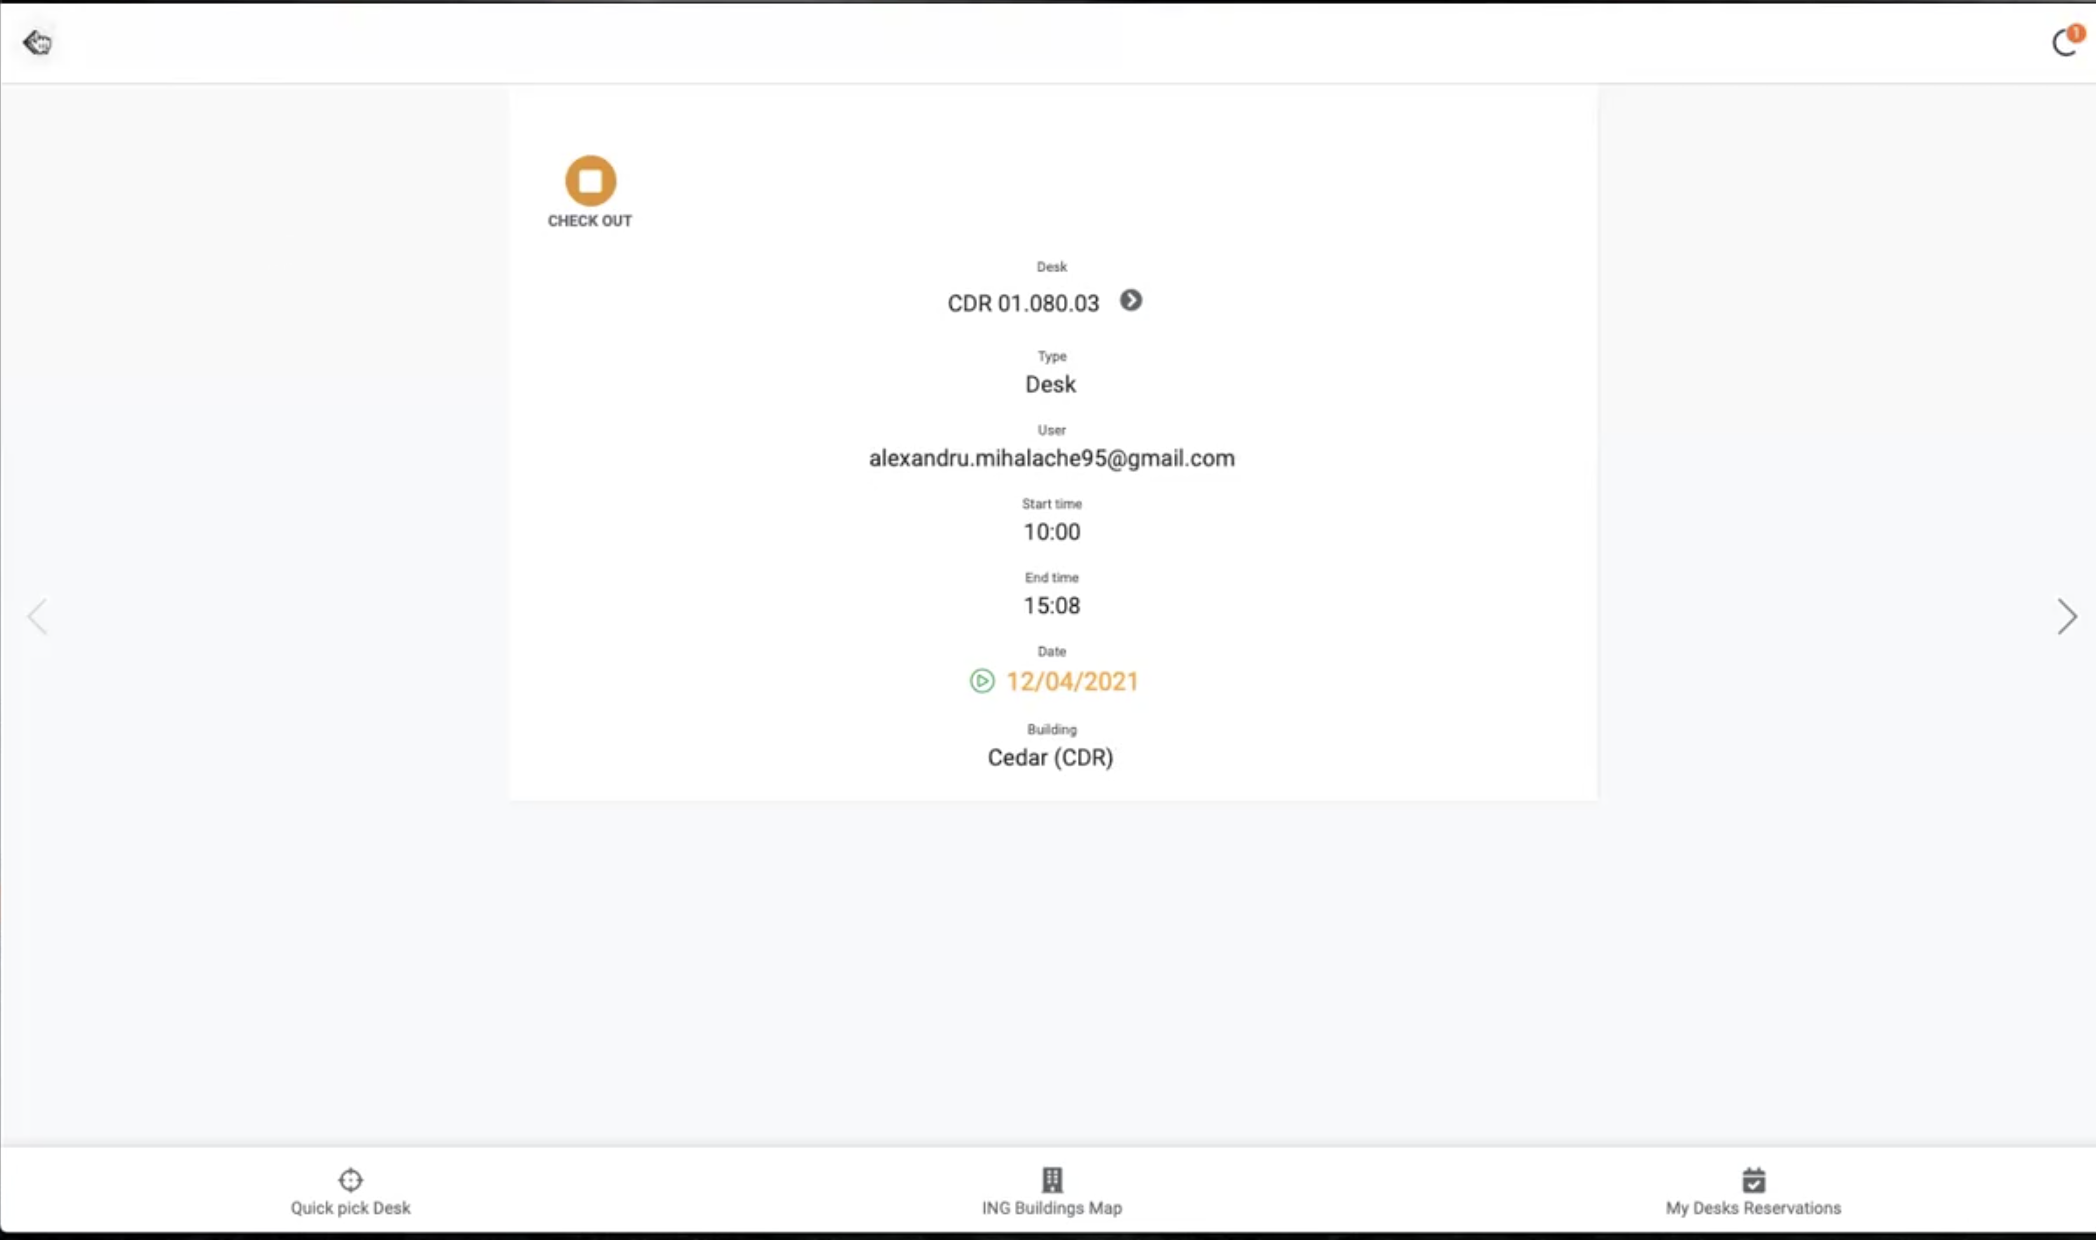 1
CHECK OUT
Desk
CDR 01.080.03
Type
Desk
User
alexandru.mihalache95@gmail.com
Start time
10:00
End time
15:08
Date
12/04/2021
Building
Cedar (CDR)
Quick pick Desk
ING Buildings Map
My Desks Reservations